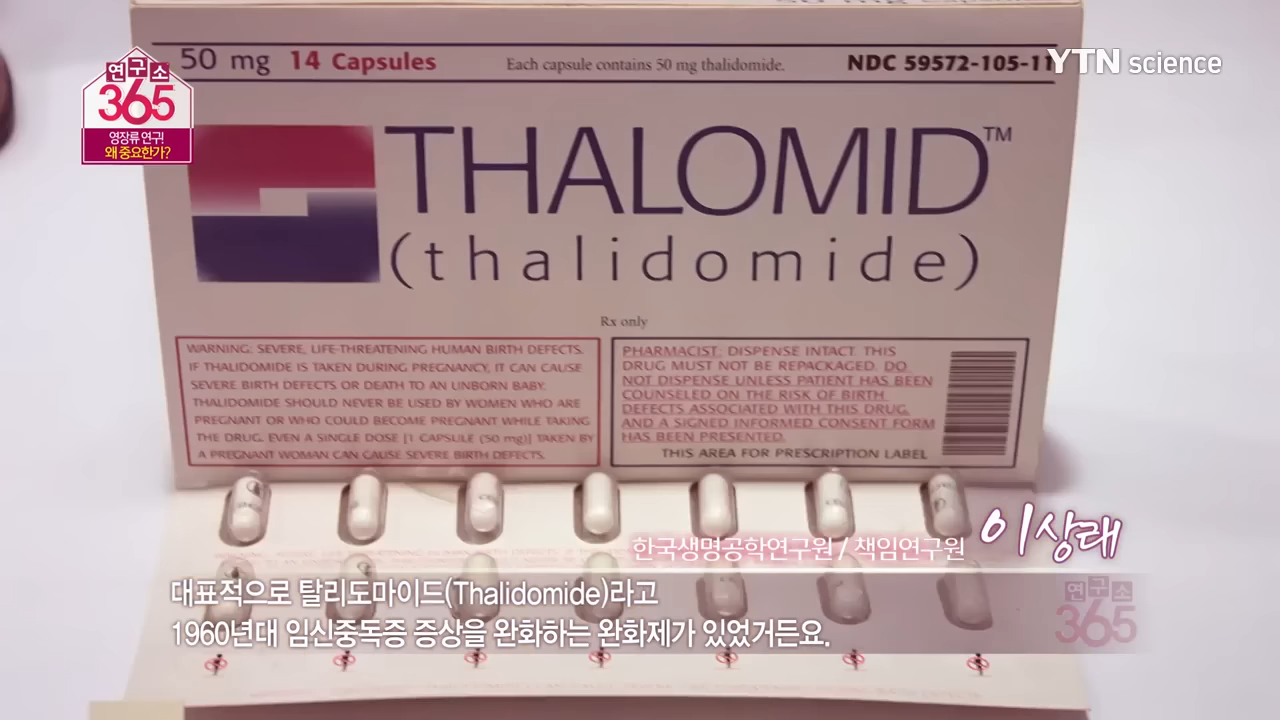 50 mg 14 Capsules
Each capsule contains 50 mg thalidomide.
NDC 59572-105-11
YTN science
연구소
365
영장류 연구!
왜 중요한가?
THALOMID™
(thalidomide)
Rx only
WARNING: SEVERE, LIFE-THREATENING HUMAN BIRTH DEFECTS.
IF THALIDOMIDE IS TAKEN DURING PREGNANCY, IT CAN CAUSE
SEVERE BIRTH DEFECTS OR DEATH TO AN UNBORN BABY.
THALIDOMIDE SHOULD NEVER BE USED BY WOMEN WHO ARE
PREGNANT OR WHO COULD BECOME PREGNANT WHILE TAKING
THE DRUG. EVEN A SINGLE DOSE [1 CAPSULE (50 mg)] TAKEN BY
A PREGNANT WOMAN CAN CAUSE SEVERE BIRTH DEFECTS.
PHARMACIST: DISPENSE INTACT. THIS
DRUG MUST NOT BE REPACKAGED. DO
NOT DISPENSE UNLESS PATIENT HAS BEEN
COUNSELED ON THE RISK OF BIRTH
DEFECTS ASSOCIATED WITH THIS DRUG,
AND A SIGNED INFORMED CONSENT FORM
HAS BEEN PRESENTED.
THIS AREA FOR PRESCRIPTION LABEL
한국생명공학연구원 / 책임연구원 이상대
대표적으로 탈리도마이드(Thalidomide)라고
1960년대 임신중독증 증상을 완화하는 완화제가 있었거든요.
연구소
365